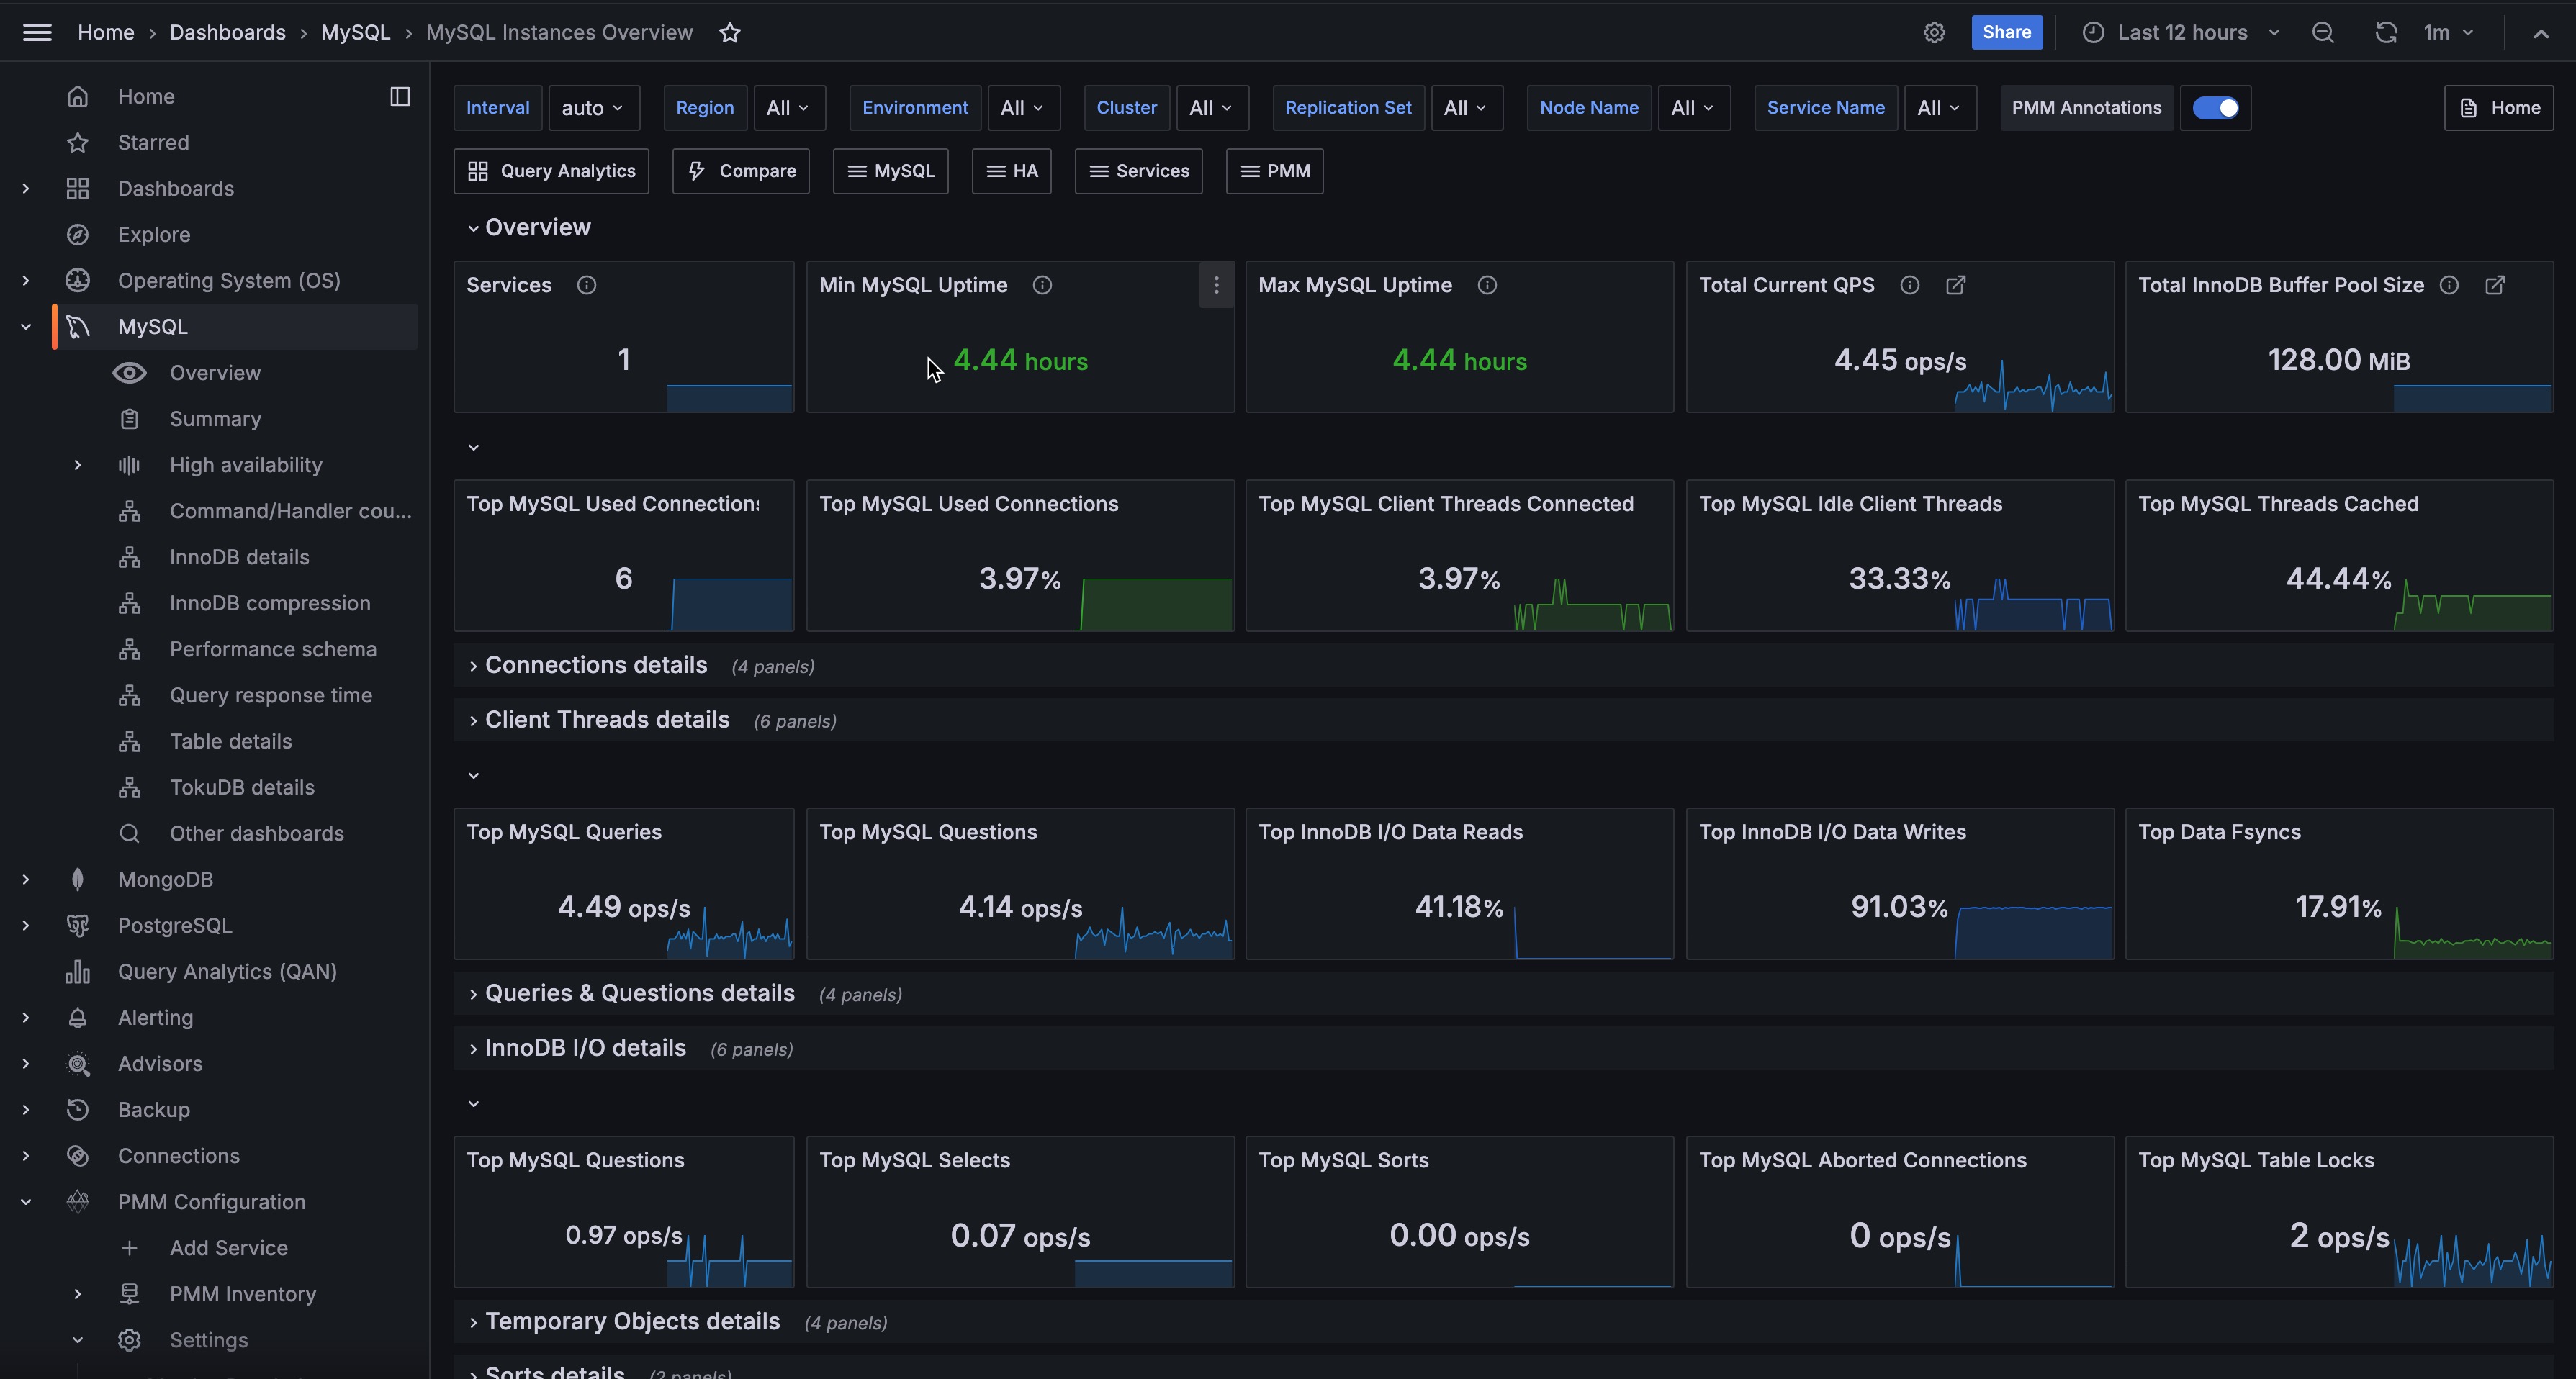 Home › Dashboards › MySQL › MySQL Instances Overview
Share
Last 12 hours
1m
Home
Starred
Dashboards
Explore
Operating System (OS)
MySQL
Overview
Summary
High availability
Command/Handler cou...
InnoDB details
InnoDB compression
Performance schema
Query response time
Table details
TokuDB details
Other dashboards
MongoDB
PostgreSQL
Query Analytics (QAN)
Alerting
Advisors
Backup
Connections
PMM Configuration
Add Service
PMM Inventory
Settings
Interval auto Region All Environment All Cluster All Replication Set All Node Name All Service Name All PMM Annotations Home
Query Analytics Compare MySQL HA Services PMM
Overview
Services
1
Min MySQL Uptime
4.44 hours
Max MySQL Uptime
4.44 hours
Total Current QPS
4.45 ops/s
Total InnoDB Buffer Pool Size
128.00 MiB
Top MySQL Used Connections
6
Top MySQL Used Connections
3.97%
Top MySQL Client Threads Connected
3.97%
Top MySQL Idle Client Threads
33.33%
Top MySQL Threads Cached
44.44%
Connections details (4 panels)
Client Threads details (6 panels)
Top MySQL Queries
4.49 ops/s
Top MySQL Questions
4.14 ops/s
Top InnoDB I/O Data Reads
41.18%
Top InnoDB I/O Data Writes
91.03%
Top Data Fsyncs
17.91%
Queries & Questions details (4 panels)
InnoDB I/O details (6 panels)
Top MySQL Questions
0.97 ops/s
Top MySQL Selects
0.07 ops/s
Top MySQL Sorts
0.00 ops/s
Top MySQL Aborted Connections
0 ops/s
Top MySQL Table Locks
2 ops/s
Temporary Objects details (4 panels)
Sorts details (2 panels)